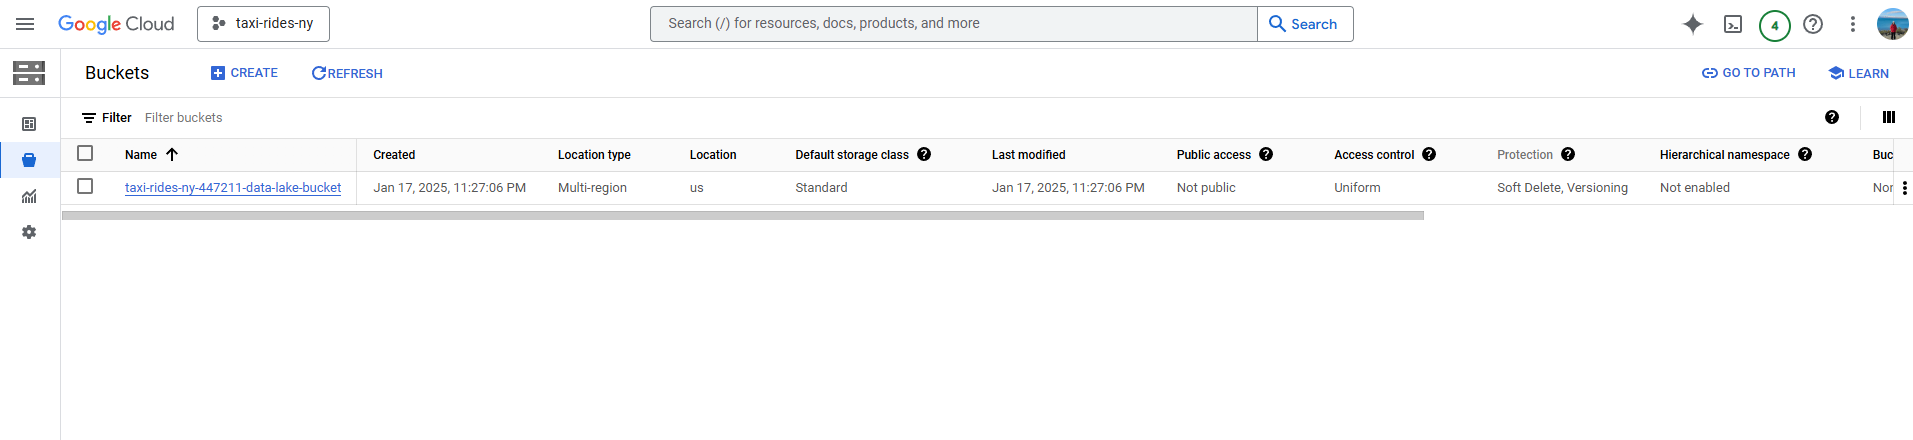 Google Cloud taxi-rides-ny Search (/) for resources, docs, products, and more Search 4
Buckets CREATE REFRESH GO TO PATH LEARN
Filter Filter buckets
Name Created Location type Location Default storage class Last modified Public access Access control Protection Hierarchical namespace Buc
taxi-rides-ny-447211-data-lake-bucket Jan 17, 2025, 11:27:06 PM Multi-region us Standard Jan 17, 2025, 11:27:06 PM Not public Uniform Soft Delete, Versioning Not enabled Nor